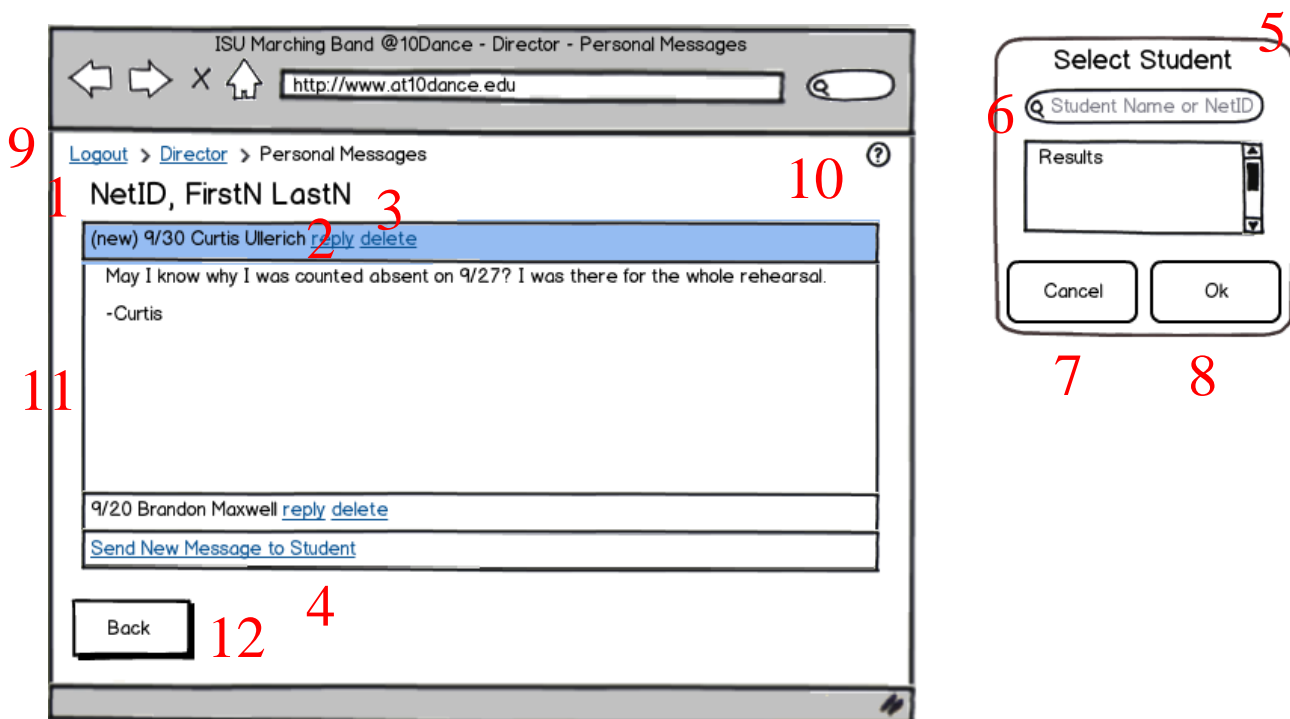 ISU Marching Band @10Dance - Director - Personal Messages
X
http://www.at10dance.edu
9
Logout > Director > Personal Messages
10
?
1
NetID, FirstN LastN
3
(new) 9/30 Curtis Ullerich reply delete
2
May I know why I was counted absent on 9/27? I was there for the whole rehearsal.
-Curtis
11
9/20 Brandon Maxwell reply delete
Send New Message to Student
4
Back
12
5
Select Student
6
Student Name or NetID
Results
Cancel
Ok
7
8